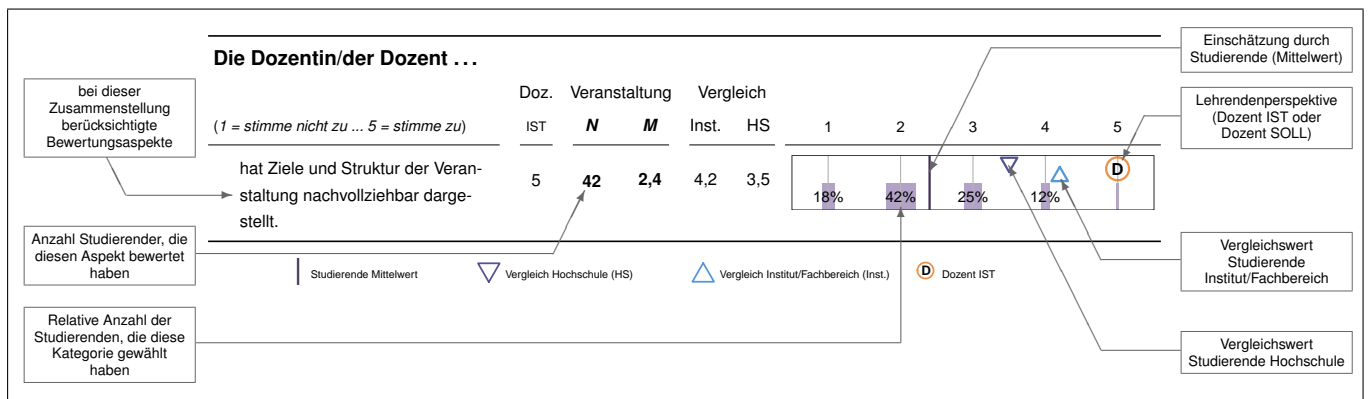 Die Dozentin/der Dozent ...
Einschätzung durch
Studierende (Mittelwert)
bei dieser
Zusammenstellung
berücksichtigte
Bewertungsaspekte
Doz. Veranstaltung Vergleich
Lehrendenperspektive
(Dozent IST oder
Dozent SOLL)
(1 = stimme nicht zu ... 5 = stimme zu) IST N M Inst. HS 1 2 3 4 5
hat Ziele und Struktur der Veran-
staltung nachvollziehbar darge-
stellt.
5 42 2,4 4,2 3,5
D
18% 42% 25% 12%
Anzahl Studierender, die
diesen Aspekt bewertet
haben
Vergleichswert
Studierende
Institut/Fachbereich
Studierende Mittelwert Vergleich Hochschule (HS) Vergleich Institut/Fachbereich (Inst.) D Dozent IST
Relative Anzahl der
Studierenden, die diese
Kategorie gewählt
haben
Vergleichswert
Studierende Hochschule